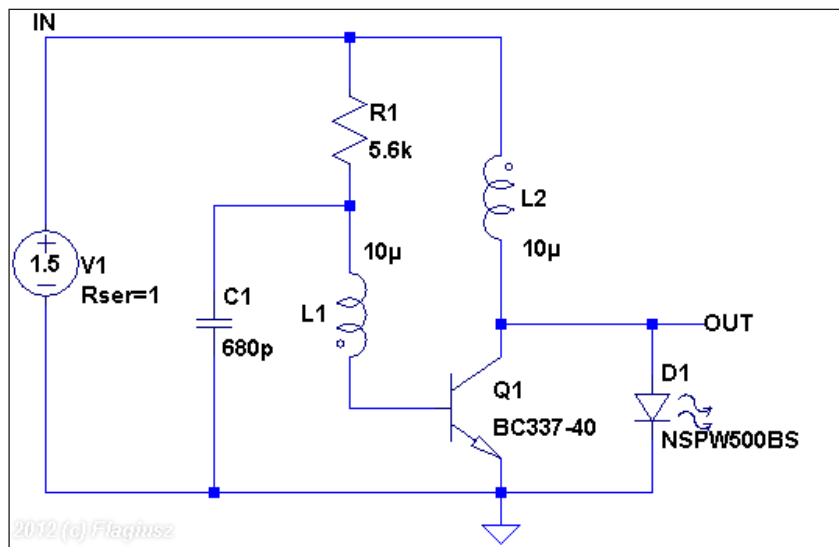 IN
R1
5.6k
L2
10µ
10µ
1.5
V1
Rser=1
C1
680p
L1
OUT
D1
Q1
BC337-40
NSPW500BS
2012 (c) Flagiusz